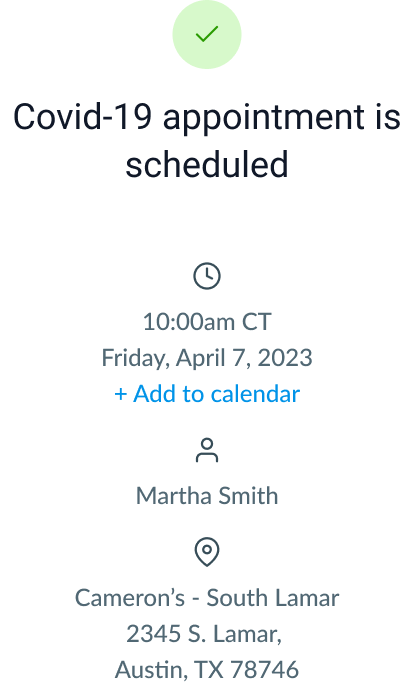 Covid-19 appointment is
scheduled
10:00am CT
Friday, April 7, 2023
+ Add to calendar
Martha Smith
Cameron’s - South Lamar
2345 S. Lamar,
Austin, TX 78746